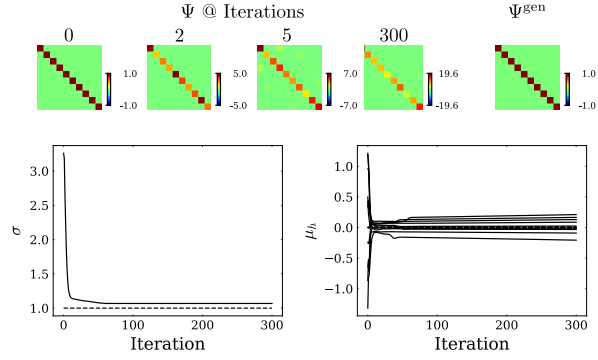 Ψ @ Iterations Ψ^gen
0 2 5 300
1.0 5.0 7.0 19.6 1.0
-1.0 -5.0 -7.0 -19.6 -1.0
3.0 1.0
2.5 0.5
σ 2.0 μ_h 0.0
1.5 −0.5
1.0 −1.0
0 100 200 300 0 100 200 300
Iteration Iteration